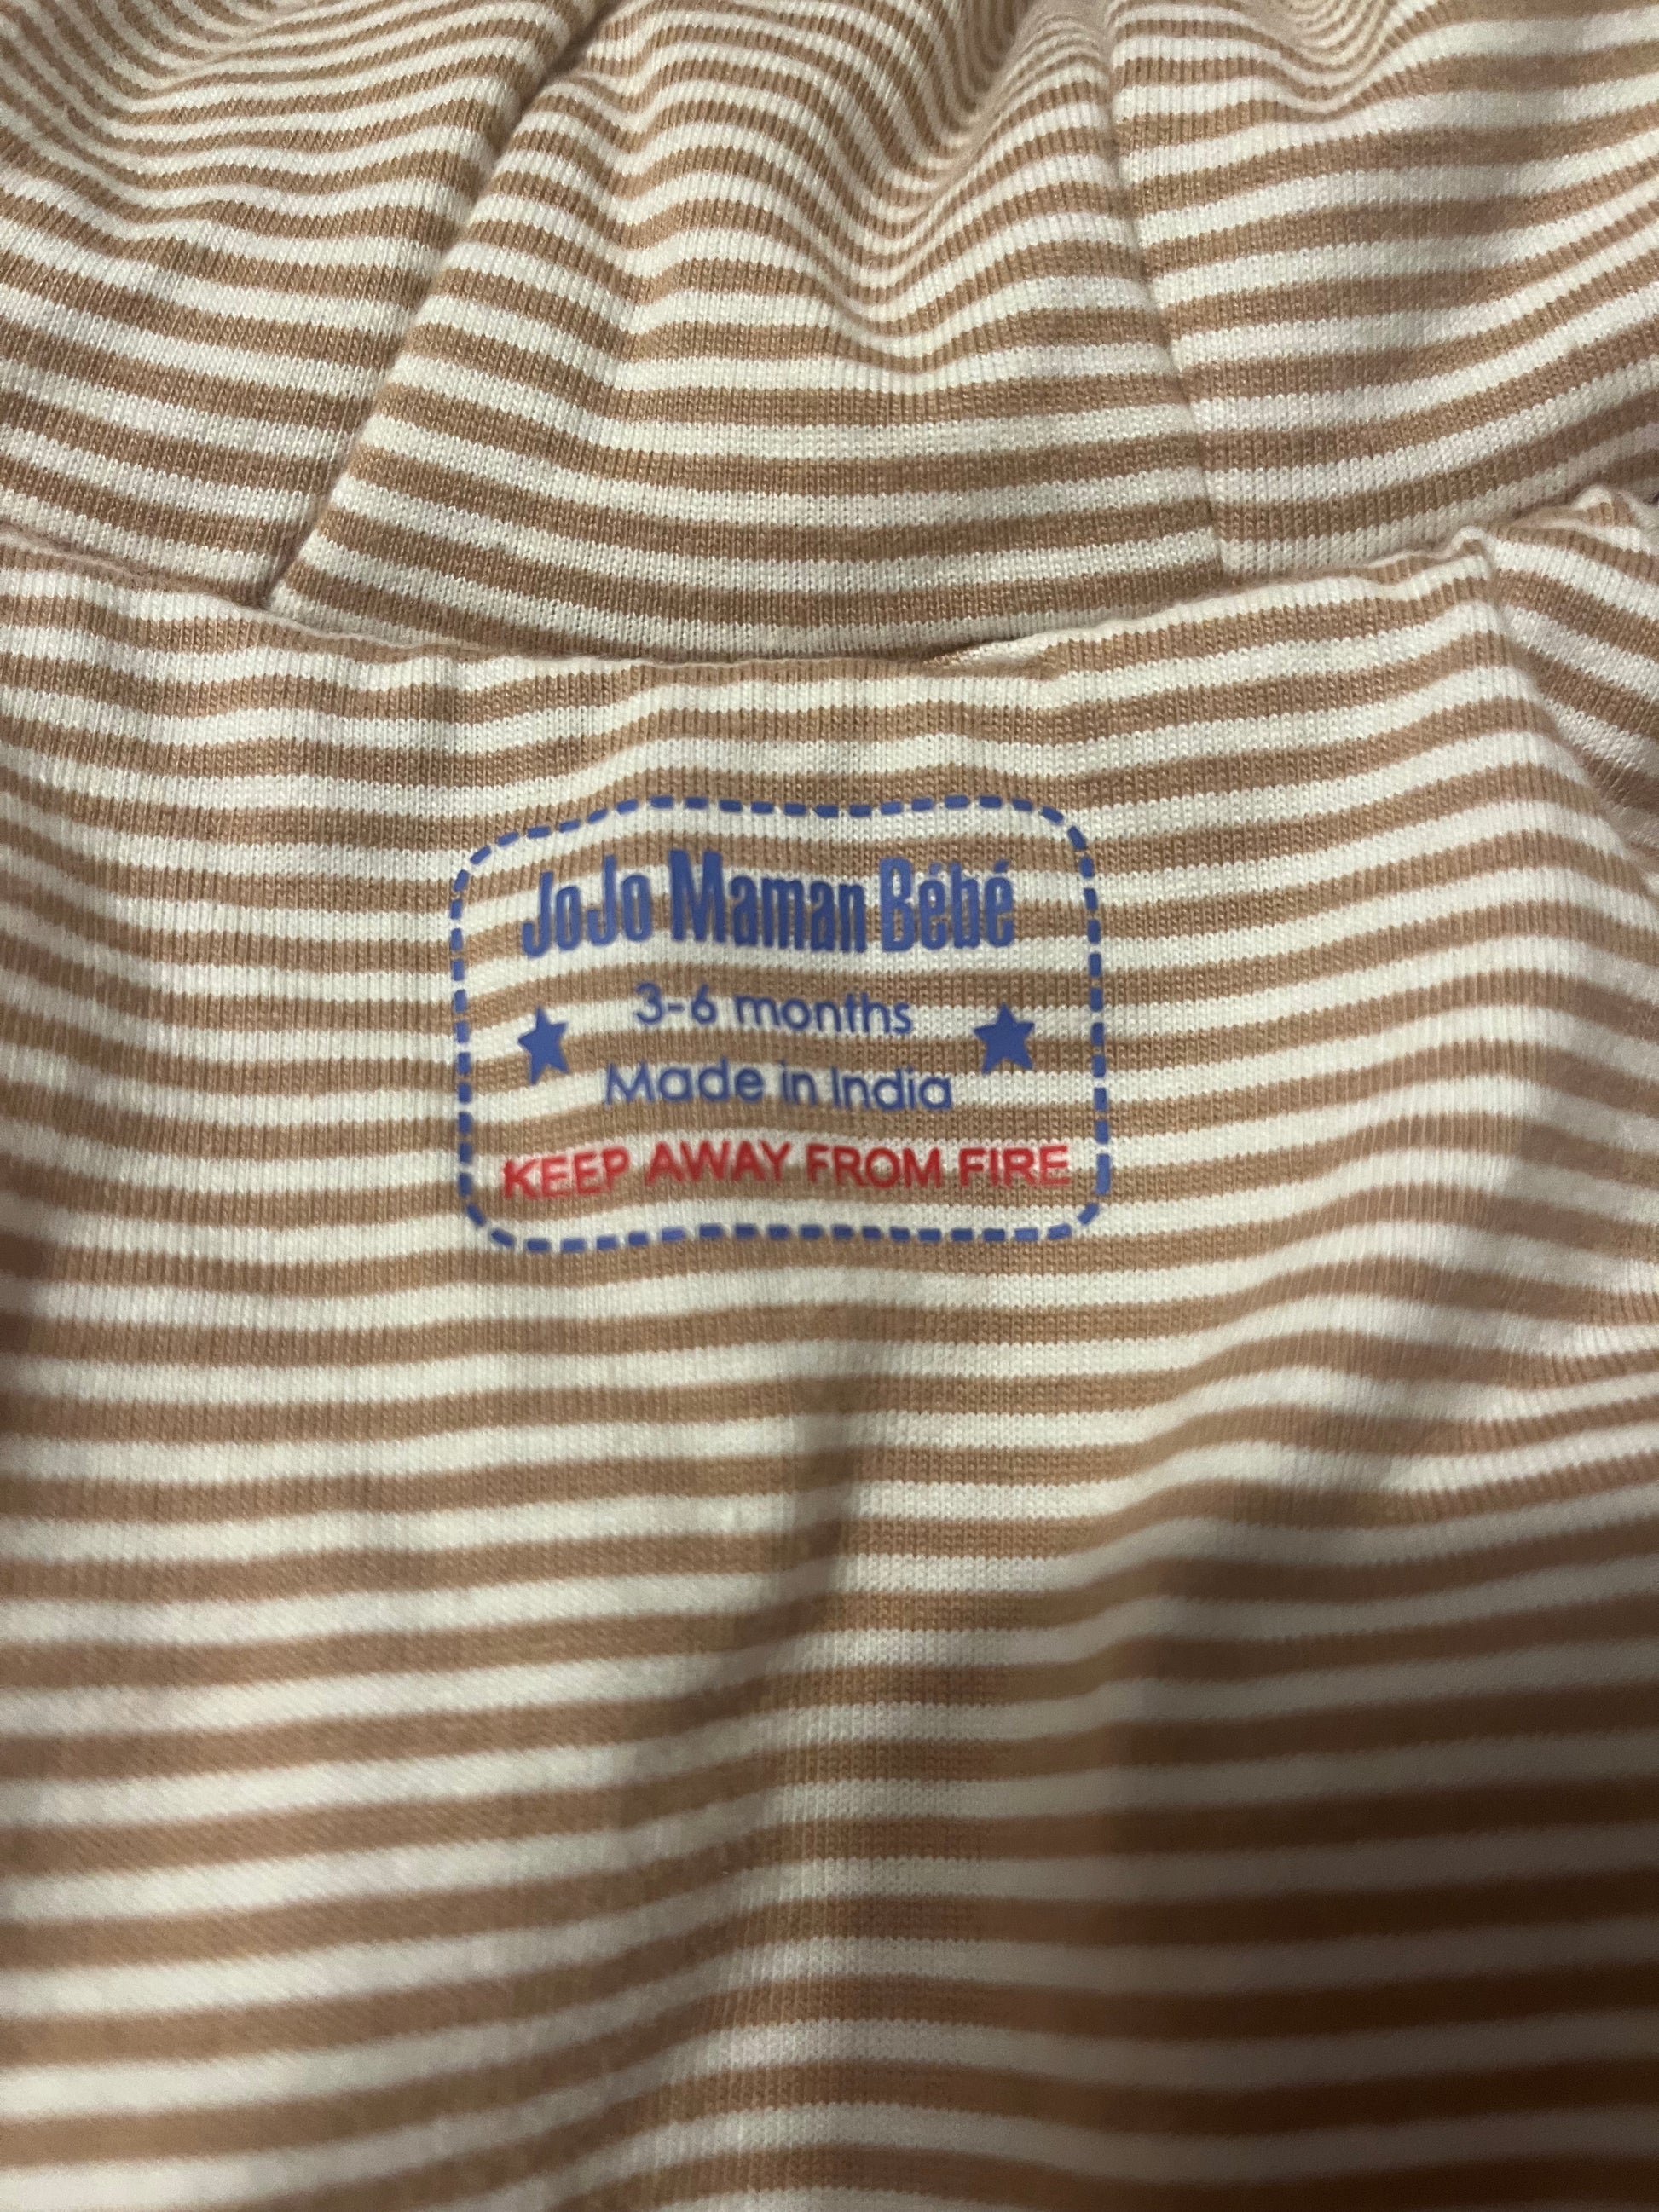 JoJo Maman Bébé
3-6 months
Made in India
KEEP AWAY FROM FIRE